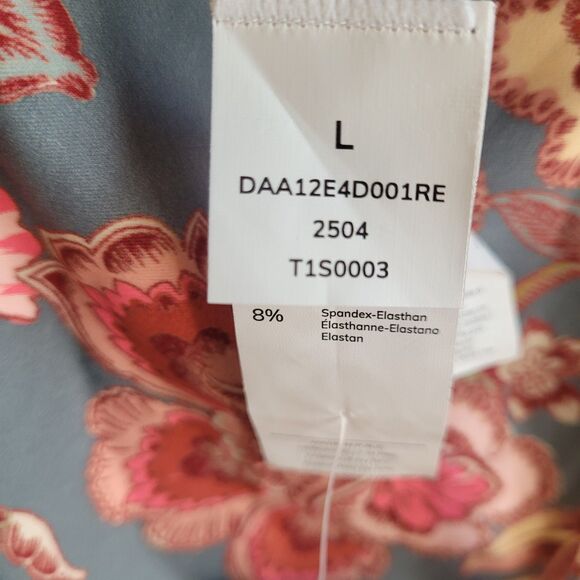 L
DAA12E4D001RE
2504
T1S0003
8% Spandex-Elasthan
Élasthanne-Elastano
Elastan